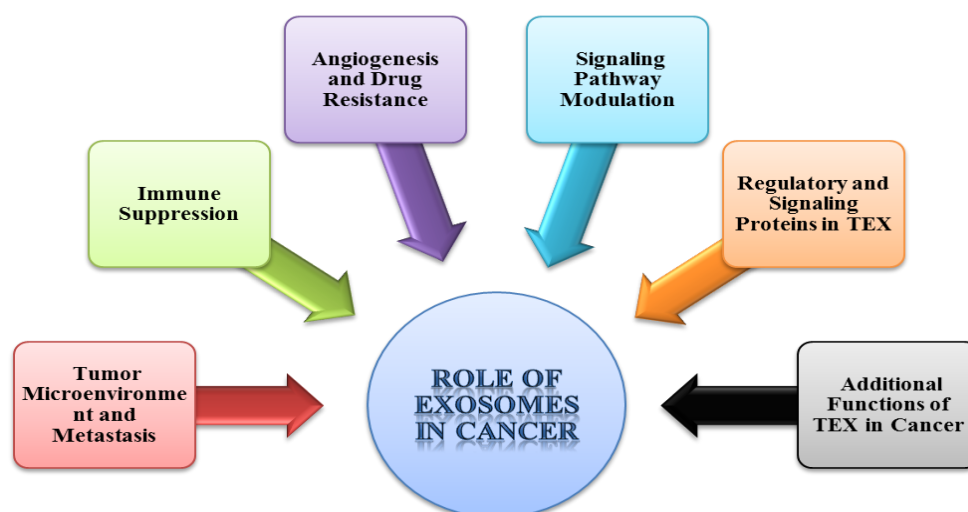 Angiogenesis
and Drug
Resistance
Signaling
Pathway
Modulation
Immune
Suppression
Regulatory and
Signaling
Proteins in TEX
Tumor
Microenvironme
nt and
Metastasis
ROLE OF
EXOSOMES
IN CANCER
Additional
Functions of
TEX in Cancer